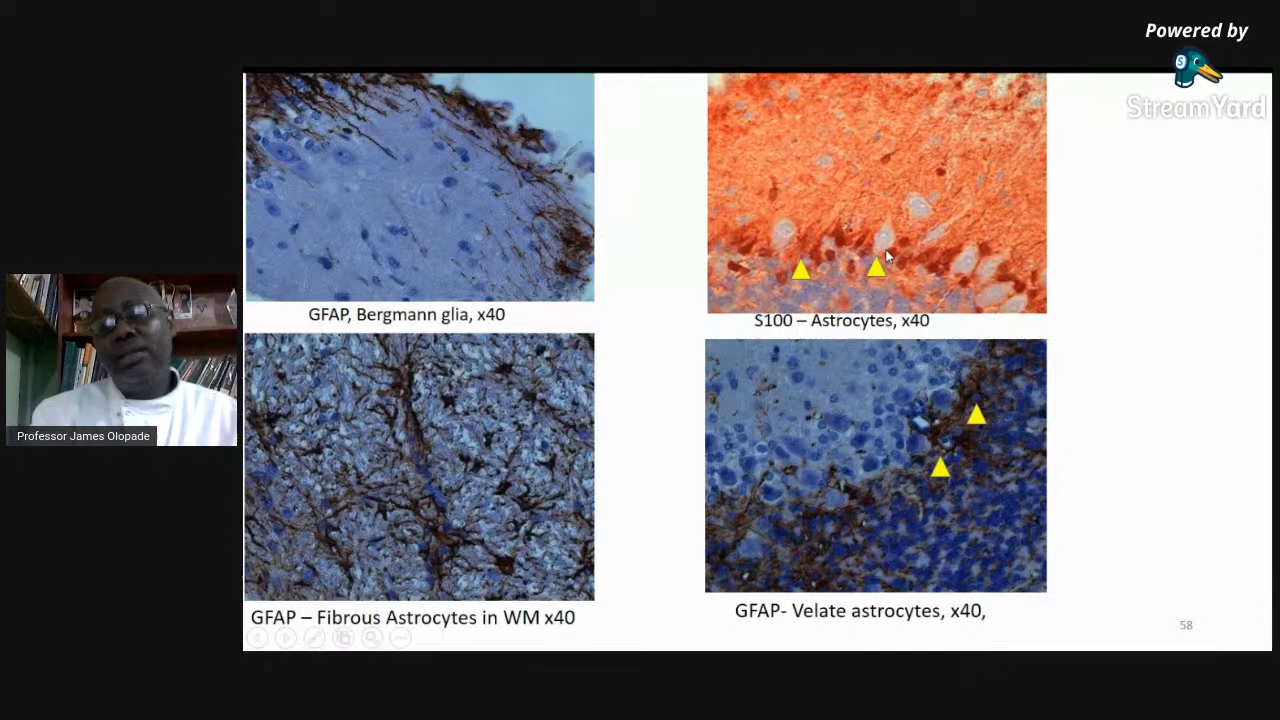 Powered by
StreamYard
GFAP, Bergmann glia, x40
S100 – Astrocytes, x40
GFAP – Fibrous Astrocytes in WM x40
GFAP- Velate astrocytes, x40,
58
Professor James Olopade